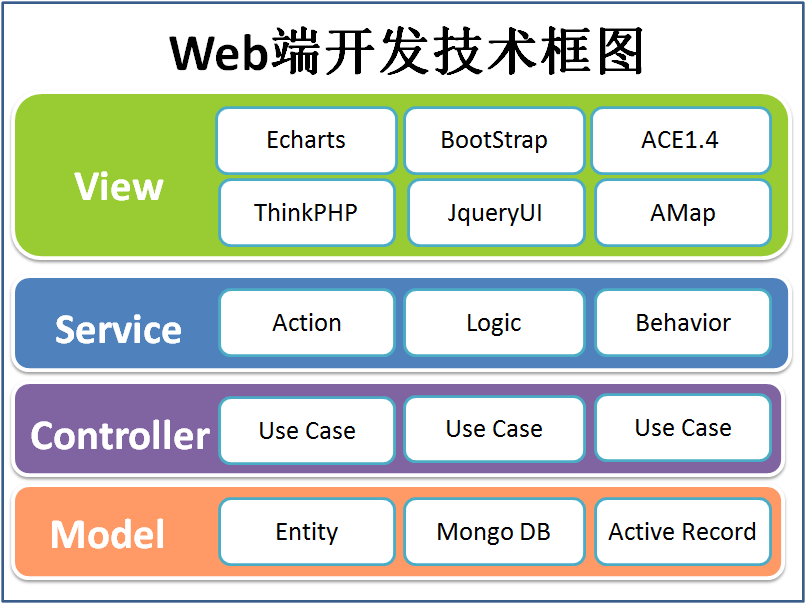 Web端开发技术框图
View
Echarts
BootStrap
ACE1.4
ThinkPHP
JqueryUI
AMap
Service
Action
Logic
Behavior
Controller
Use Case
Use Case
Use Case
Model
Entity
Mongo DB
Active Record